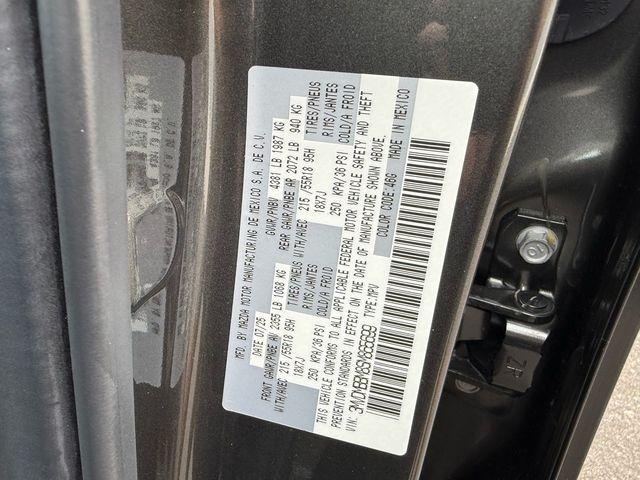 MFD. BY MAZDA MOTOR MANUFACTURING DE MEXICO S.A. DE C.V.
DATE 07/25 GVWR/PNBV 4381 LB 1987 KG
FRONT GAWR/PNBE AV 2355 LB 1068 KG REAR GAWR/PNBE AR 2072 LB 940 KG
WITH/AVEC TIRES/PNEUS WITH/AVEC TIRES/PNEUS
215/55R18 95H RIMS/JANTES 215/55R18 95H RIMS/JANTES
18X7J COLD/A FROID 18X7J COLD/A FROID
250 KPA/36 PSI 250 KPA/36 PSI
THIS VEHICLE CONFORMS TO ALL APPLICABLE FEDERAL MOTOR VEHICLE SAFETY AND THEFT
PREVENTION STANDARDS IN EFFECT ON THE DATE OF MANUFACTURE SHOWN ABOVE.
VIN: TYPE:MPV COLOR CODE:46G MADE IN MEXICO